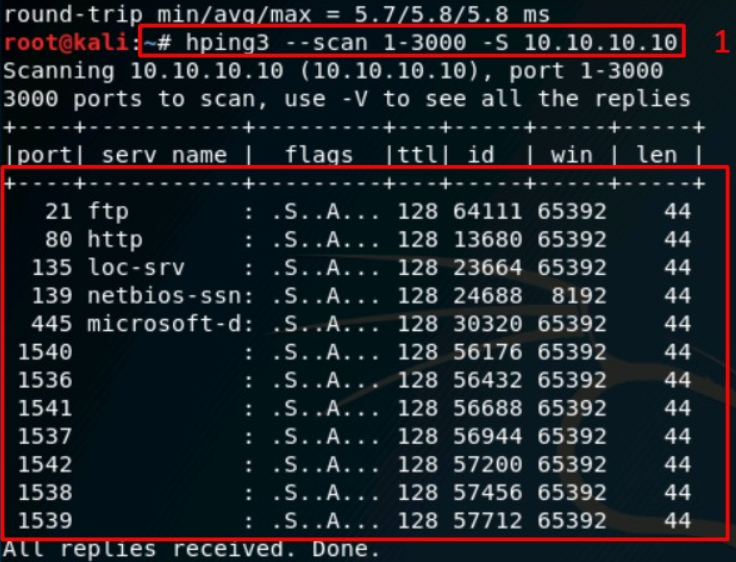 round-trip min/avg/max = 5.7/5.8/5.8 ms
root@kali:~# hping3 --scan 1-3000 -S 10.10.10.10 1
Scanning 10.10.10.10 (10.10.10.10), port 1-3000
3000 ports to scan, use -V to see all the replies
+----+-----------+---------+---+-----+-----+-----+
|port| serv name |  flags  |ttl| id  | win | len |
+----+-----------+---------+---+-----+-----+-----+
   21 ftp        : .S..A... 128 64111 65392    44
   80 http       : .S..A... 128 13680 65392    44
  135 loc-srv    : .S..A... 128 23664 65392    44
  139 netbios-ssn: .S..A... 128 24688  8192    44
  445 microsoft-d: .S..A... 128 30320 65392    44
 1540            : .S..A... 128 56176 65392    44
 1536            : .S..A... 128 56432 65392    44
 1541            : .S..A... 128 56688 65392    44
 1537            : .S..A... 128 56944 65392    44
 1542            : .S..A... 128 57200 65392    44
 1538            : .S..A... 128 57456 65392    44
 1539            : .S..A... 128 57712 65392    44
All replies received. Done.